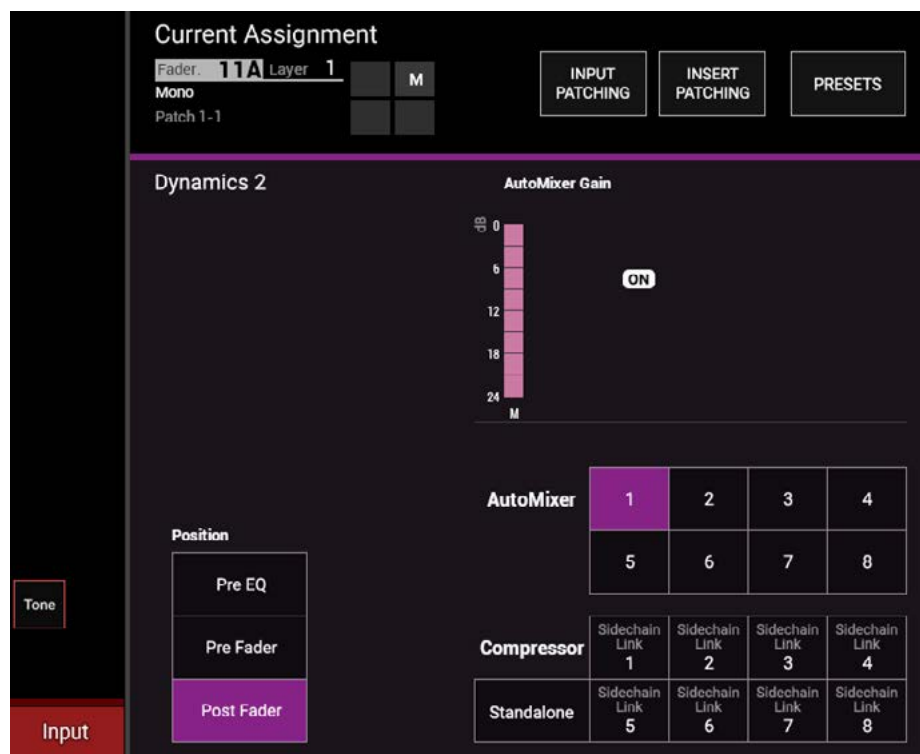 Current Assignment
Fader. 11A Layer 1
Mono
Patch 1-1
M
INPUT
PATCHING
INSERT
PATCHING
PRESETS
Dynamics 2
AutoMixer Gain
dB
0
6
12
18
24
M
ON
AutoMixer
1
2
3
4
5
6
7
8
Position
Pre EQ
Pre Fader
Post Fader
Tone
Input
Compressor
Sidechain
Link
1
Sidechain
Link
2
Sidechain
Link
3
Sidechain
Link
4
Standalone
Sidechain
Link
5
Sidechain
Link
6
Sidechain
Link
7
Sidechain
Link
8